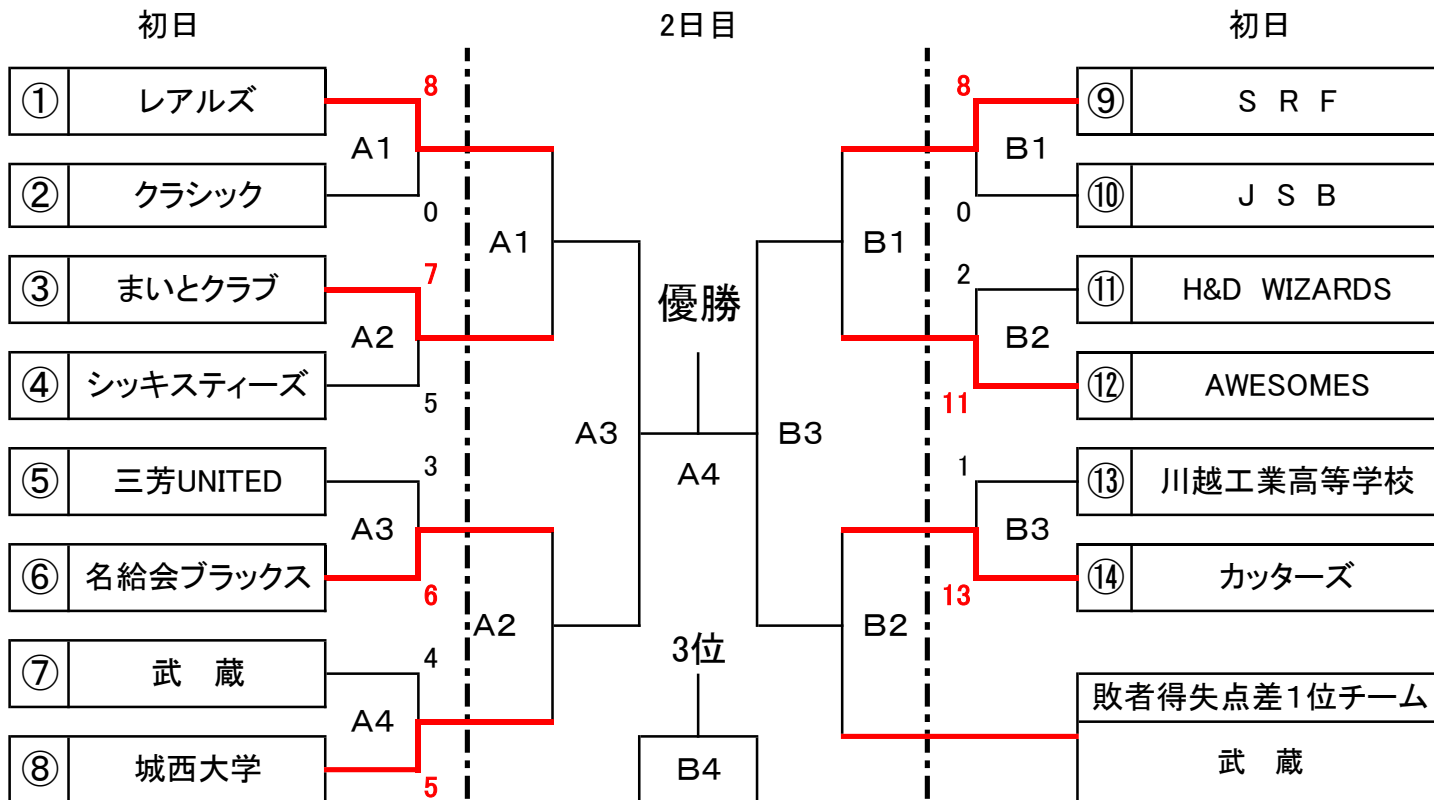 初日
2日目
初日
① レアルズ
② クラシック
③ まいとクラブ
④ シッキスティーズ
⑤ 三芳UNITED
⑥ 名給会ブラックス
⑦ 武　蔵
⑧ 城西大学
8
A1
0
7
A2
5
3
A3
6
4
A4
5
A1
A2
A3
優勝
A4
3位
B4
B3
B1
B2
8
B1
0
2
B2
11
1
B3
13
⑨ S R F
⑩ J S B
⑪ H&D WIZARDS
⑫ AWESOMES
⑬ 川越工業高等学校
⑭ カッターズ
敗者得失点差1位チーム
武　蔵